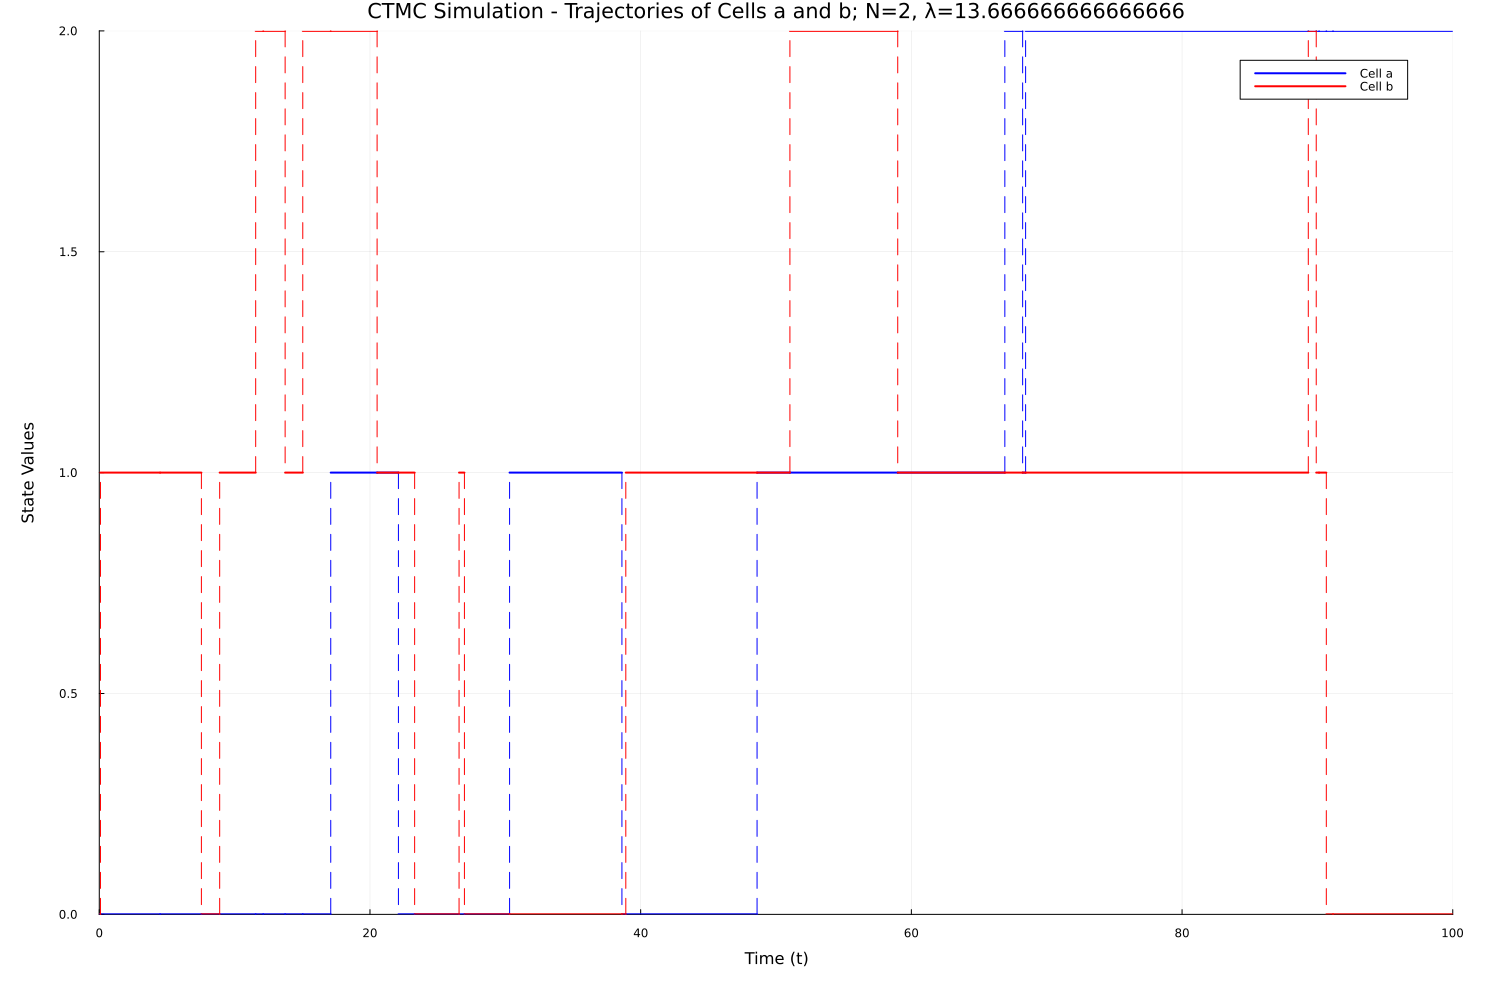 CTMC Simulation - Trajectories of Cells a and b; N=2, λ=13.666666666666666
2.0
Cell a
Cell b
1.5
State Values
1.0
0.5
0.0
0 20 40 60 80 100
Time (t)